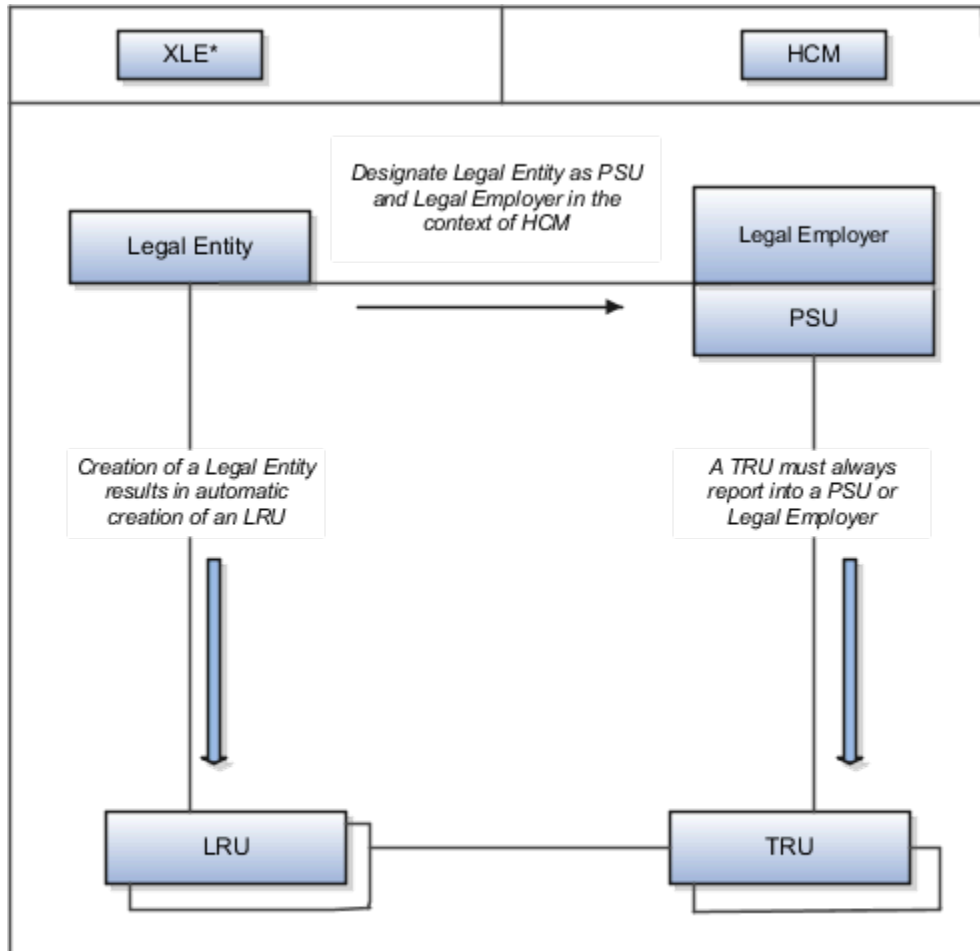 XLE*
HCM
Designate Legal Entity as PSU
and Legal Employer in the
context of HCM
Legal Entity
Legal Employer
PSU
Creation of a Legal Entity
results in automatic
creation of an LRU
A TRU must always
report into a PSU or
Legal Employer
LRU
TRU